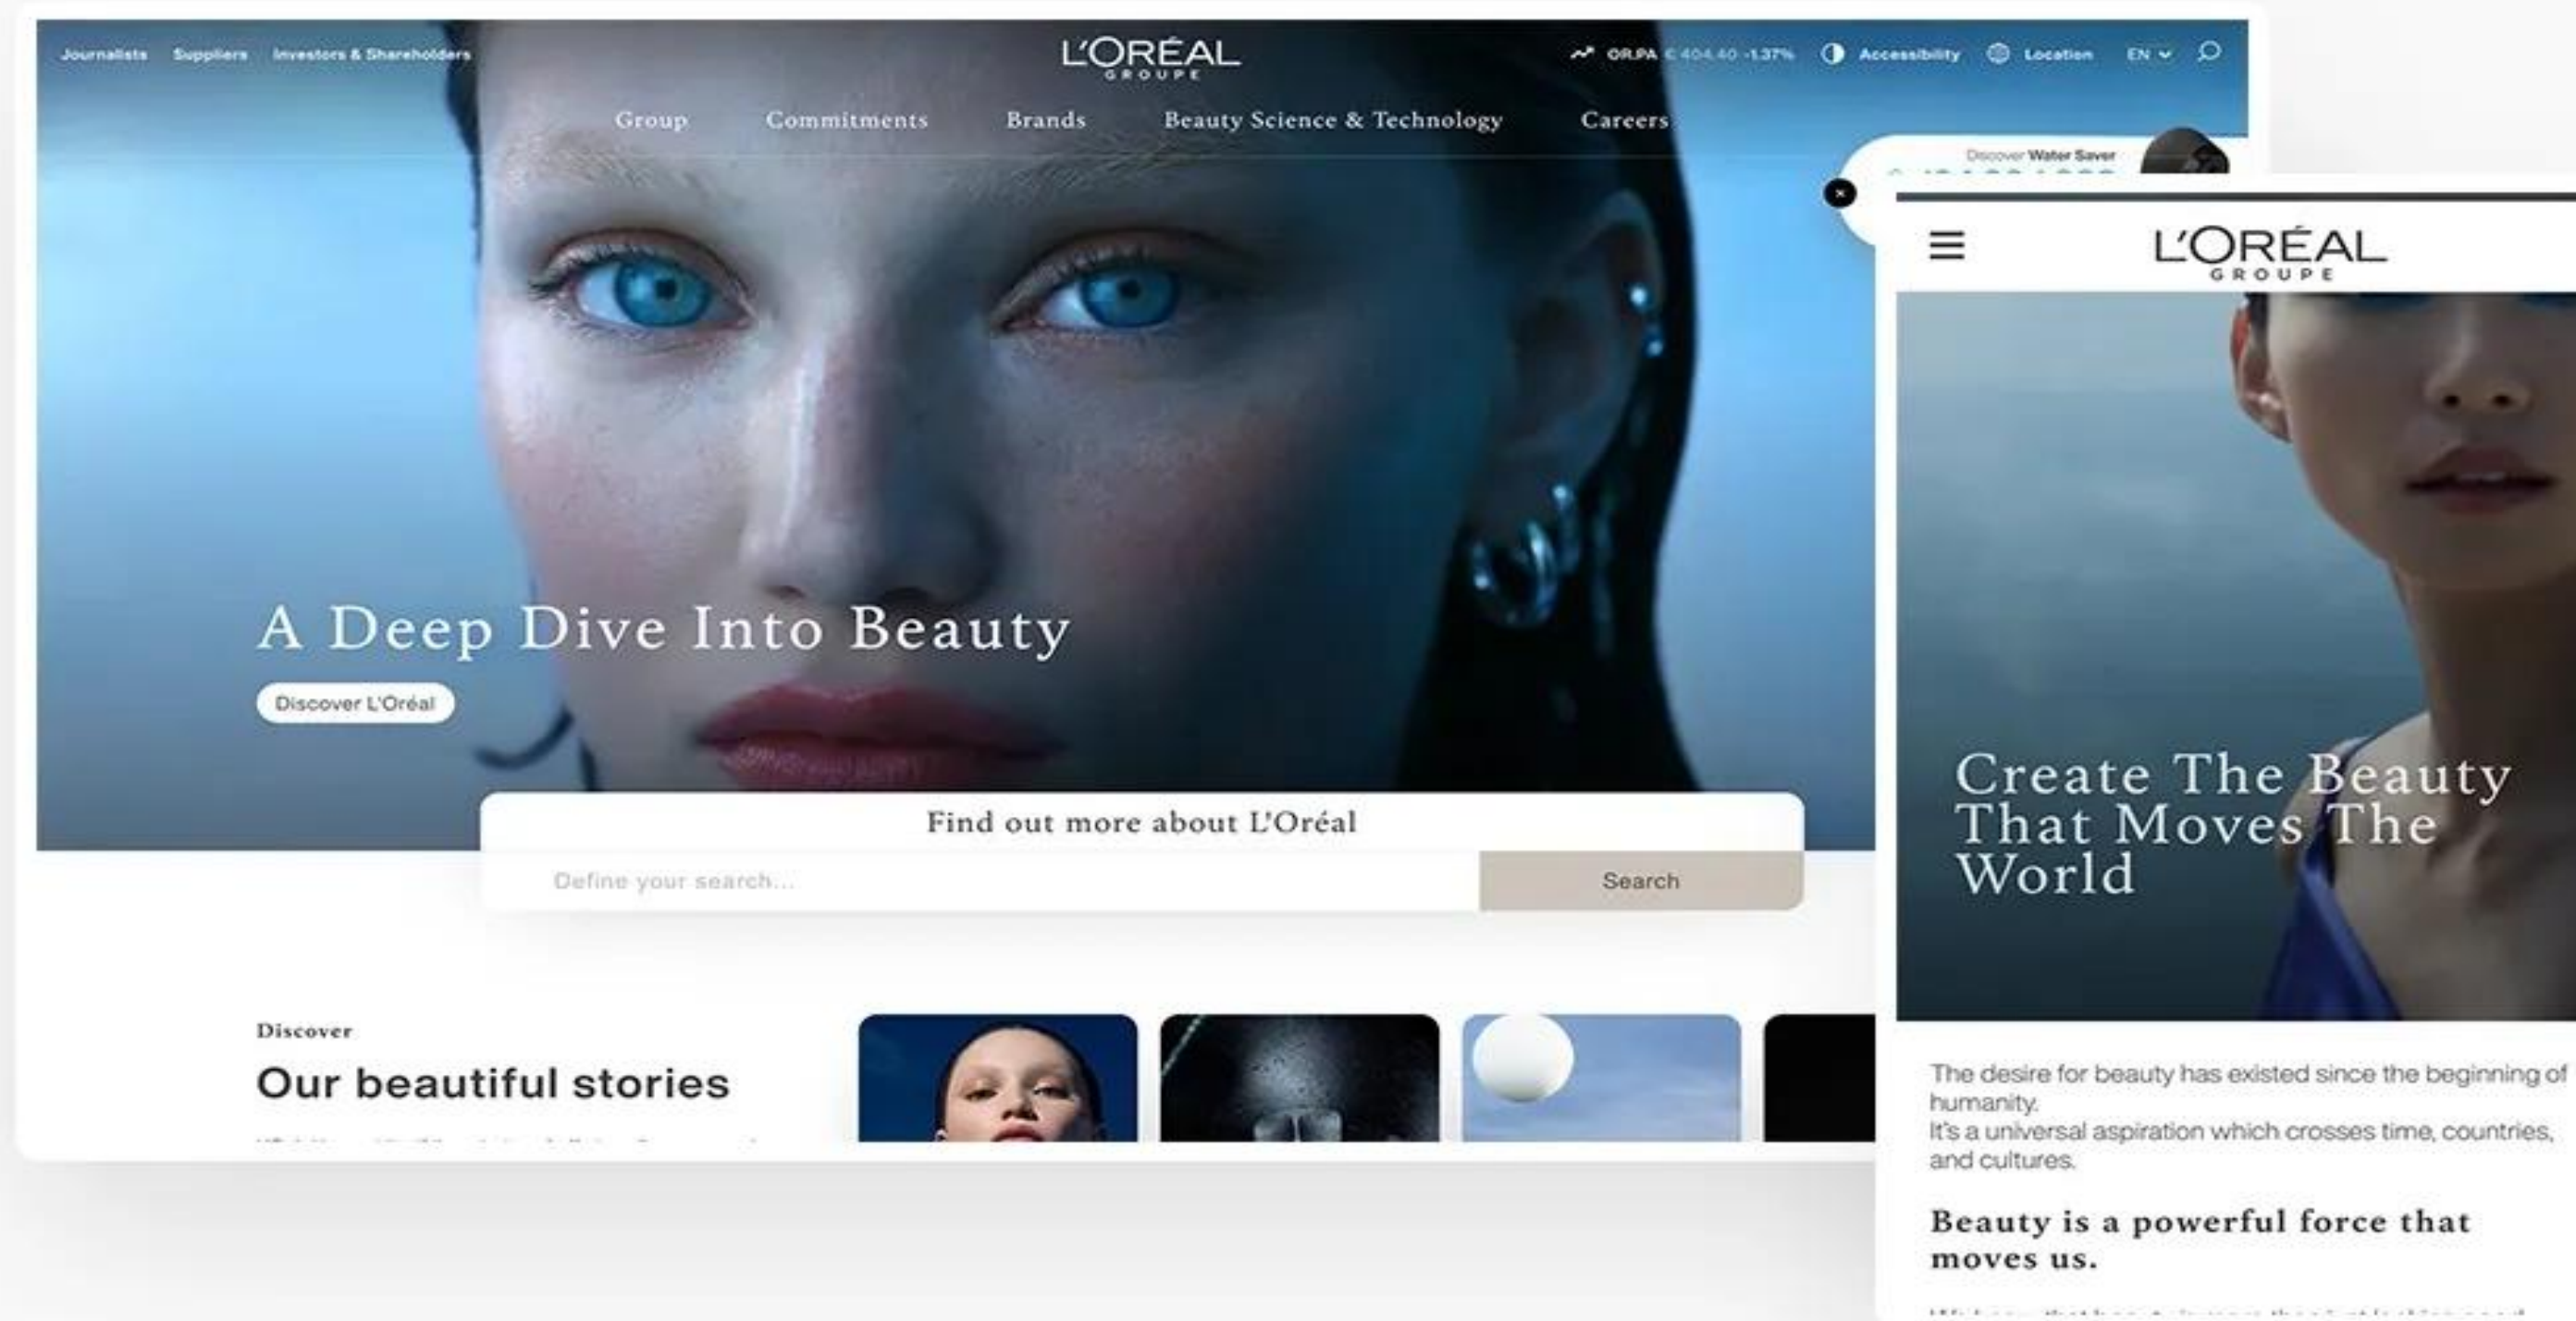 Journalists
Suppliers
Investors & Shareholders
L'ORÉAL
GROUPE
OR.PA € 404.40 -1.37%
Accessibility
Location
EN
Group
Commitments
Brands
Beauty Science & Technology
Careers
Discover Water Saver
A Deep Dive Into Beauty
Discover L'Oréal
Find out more about L'Oréal
Define your search...
Search
Discover
Our beautiful stories
L'ORÉAL
GROUPE
Create The Beauty
That Moves The
World
The desire for beauty has existed since the beginning of
humanity.
It's a universal aspiration which crosses time, countries,
and cultures.
Beauty is a powerful force that
moves us.